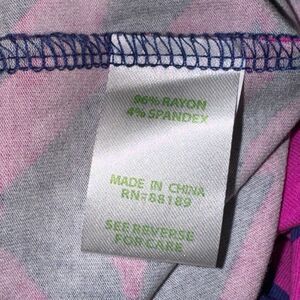 96% RAYON
4% SPANDEX
MADE IN CHINA
RN#88189
SEE REVERSE
FOR CARE